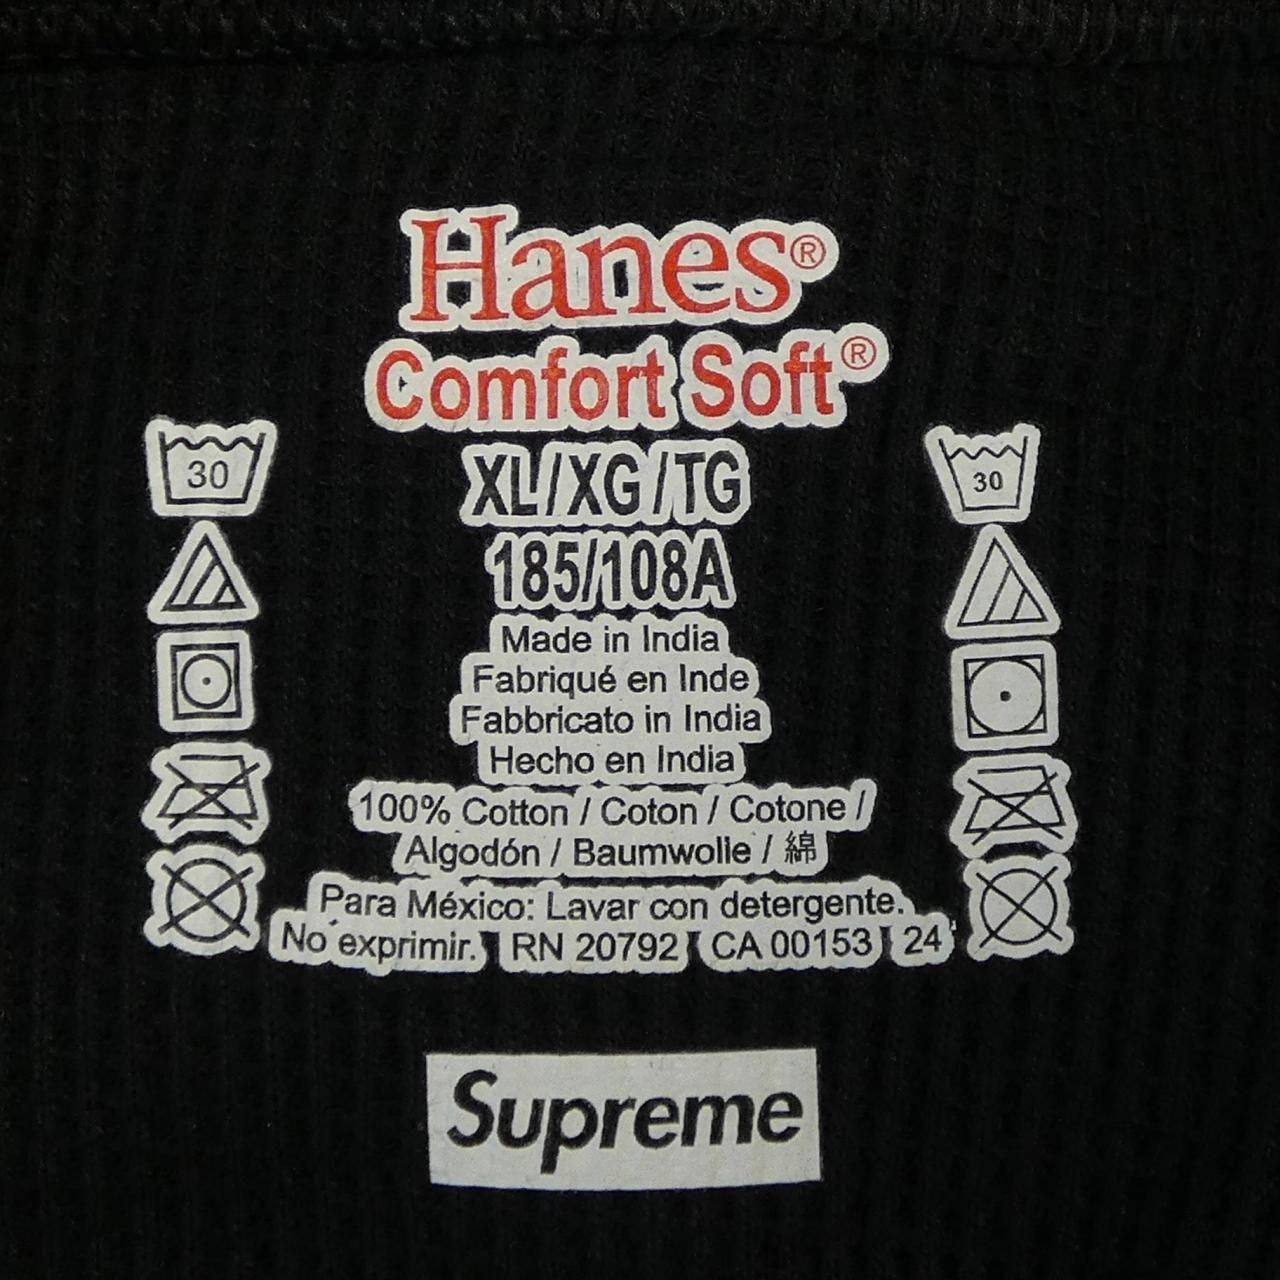 Hanes®
Comfort Soft®
XL/XG/TG
185/108A
30
30
Made in India
Fabriqué en Inde
Fabbricato in India
Hecho en India
100% Cotton / Coton / Cotone /
Algodón / Baumwolle / 綿
Para México: Lavar con detergente.
No exprimir. RN 20792 CA 00153 24
Supreme